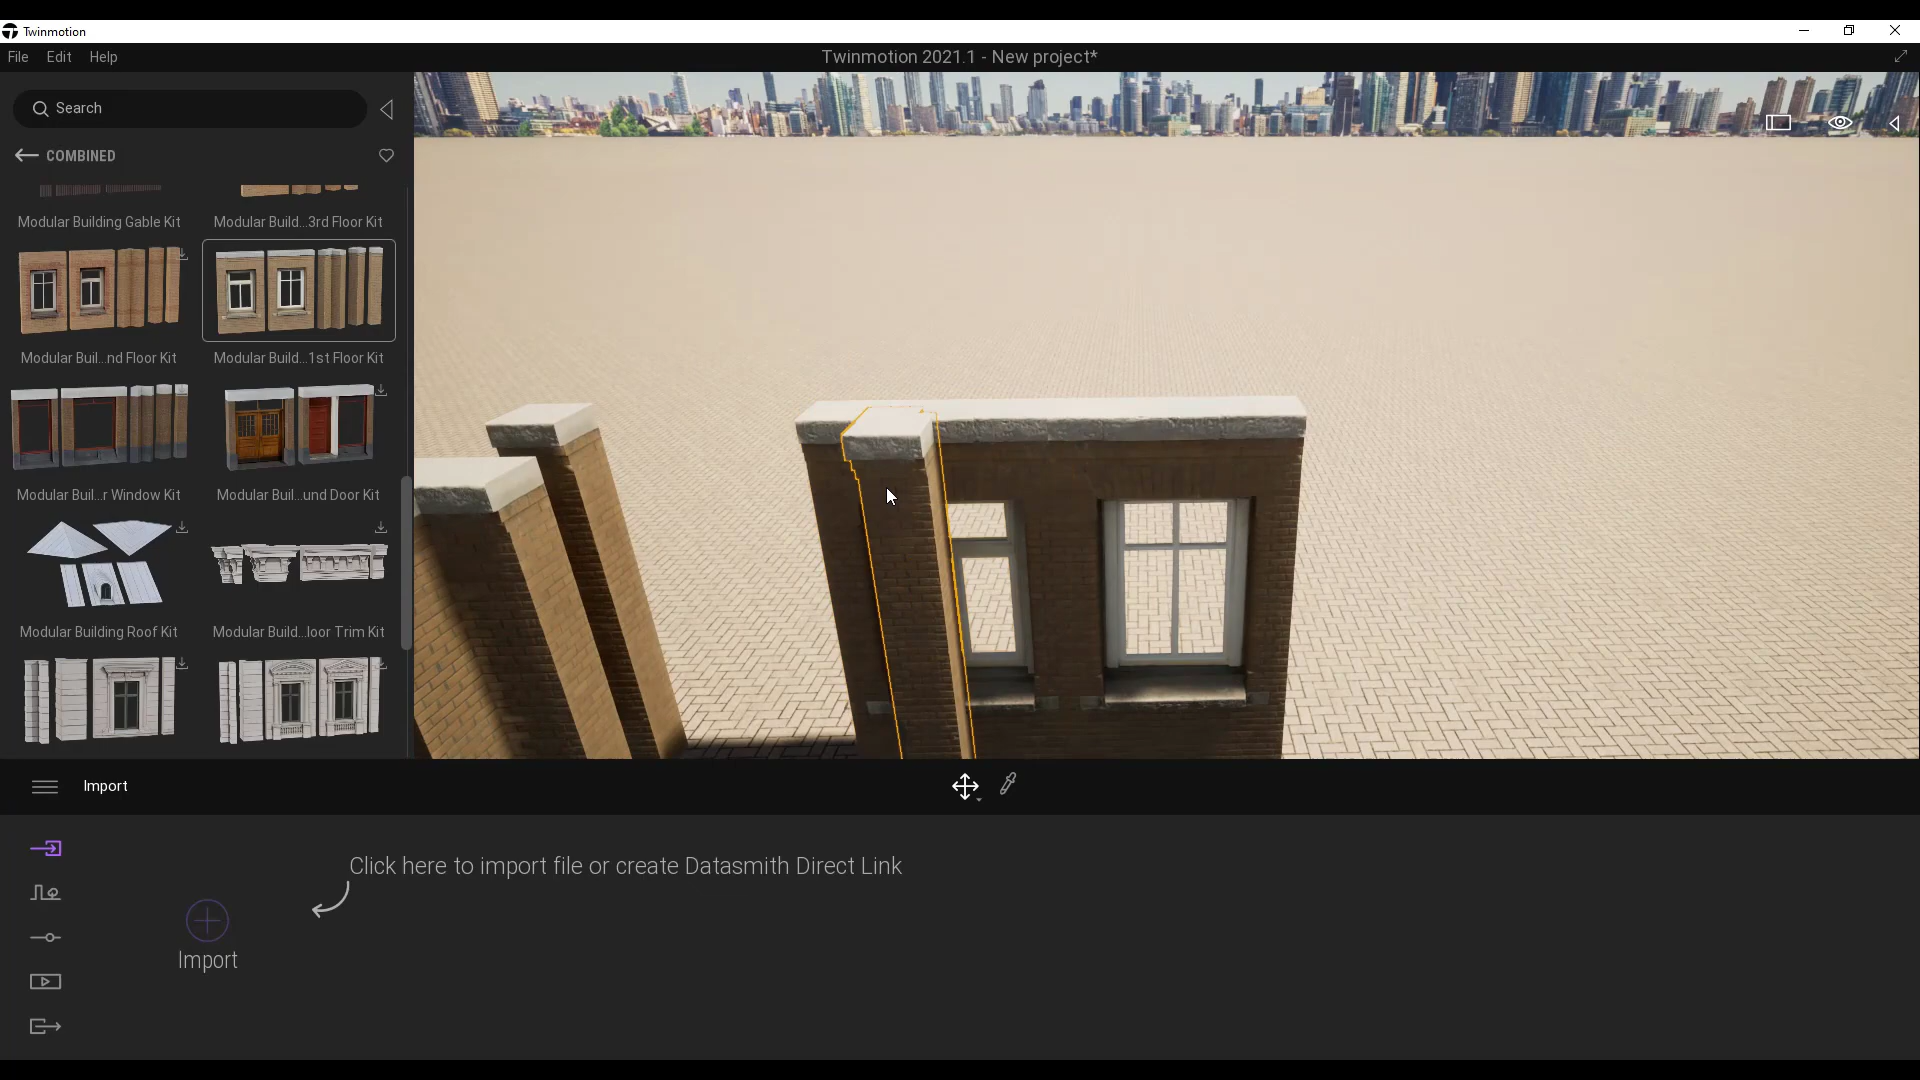 Twinmotion
File Edit Help
Twinmotion 2021.1 - New project*
Search
COMBINED
Modular Building Gable Kit
Modular Build...3rd Floor Kit
Modular Buil...nd Floor Kit
Modular Build...1st Floor Kit
Modular Buil...r Window Kit
Modular Buil...und Door Kit
Modular Building Roof Kit
Modular Build...loor Trim Kit
Import
Click here to import file or create Datasmith Direct Link
Import